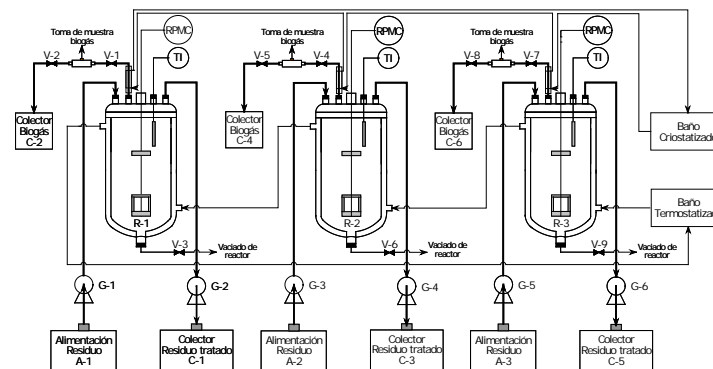 Toma de muestra
biogás
V-2
V-1
RPMC
TI
Colector
Biogás
C-2
R-1
V-3
Vaciado de
reactor
G-1
G-2
Alimentación
Residuo
A-1
Colector
Residuo tratado
C-1
Toma de muestra
biogás
V-5
V-4
RPMC
TI
Colector
Biogás
C-4
R-2
V-6
Vaciado de
reactor
G-3
G-4
Alimentación
Residuo
A-2
Colector
Residuo tratado
C-3
Toma de muestra
biogás
V-8
V-7
RPMC
TI
Colector
Biogás
C-6
R-3
V-9
Vaciado de
reactor
G-5
G-6
Alimentación
Residuo
A-3
Colector
Residuo tratado
C-5
Baño
Criostatizado
Baño
Termostatizado